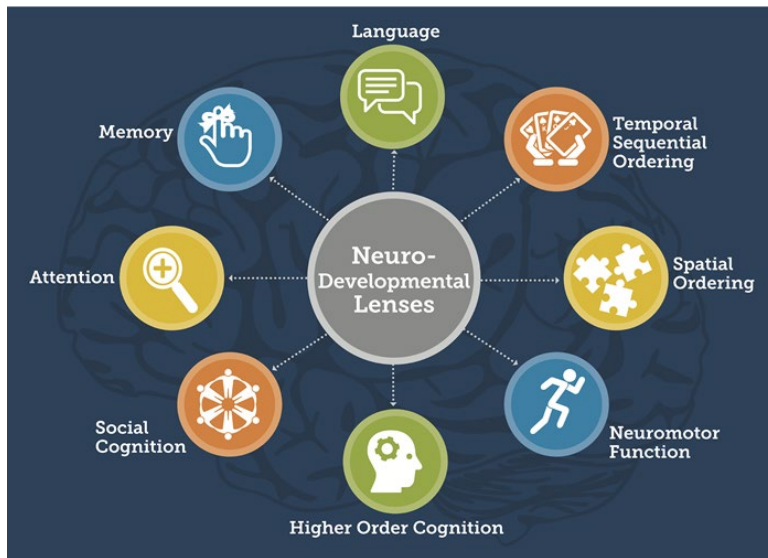 Language
Memory
Temporal
Sequential
Ordering
Neuro-
Developmental
Lenses
Attention
Spatial
Ordering
Social
Cognition
Neuromotor
Function
Higher Order Cognition